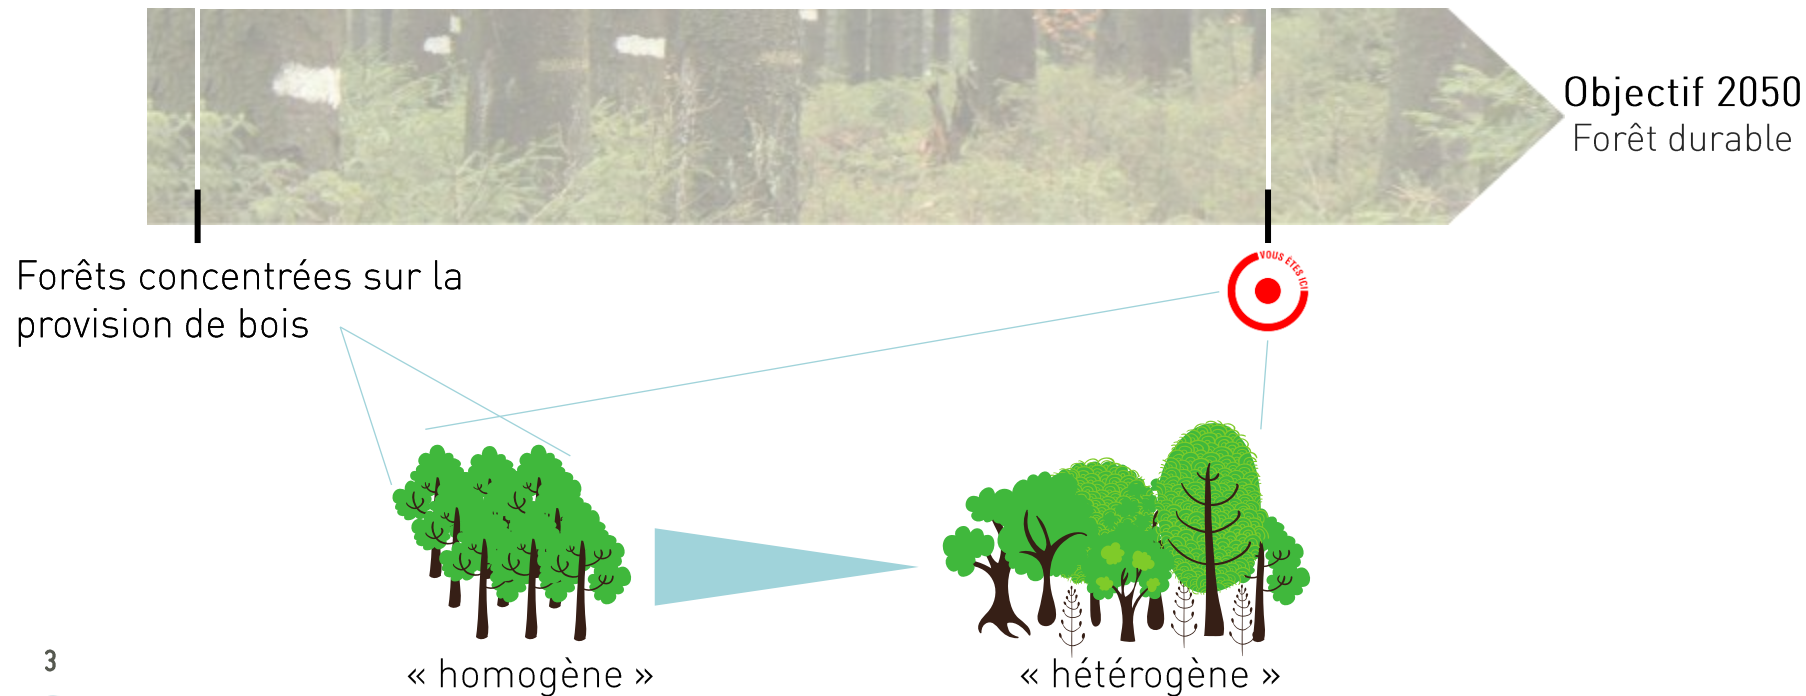 Objectif 2050
Forêt durable
Forêts concentrées sur la
provision de bois
VOUS ÊTES ICI
« homogène »
« hétérogène »
3